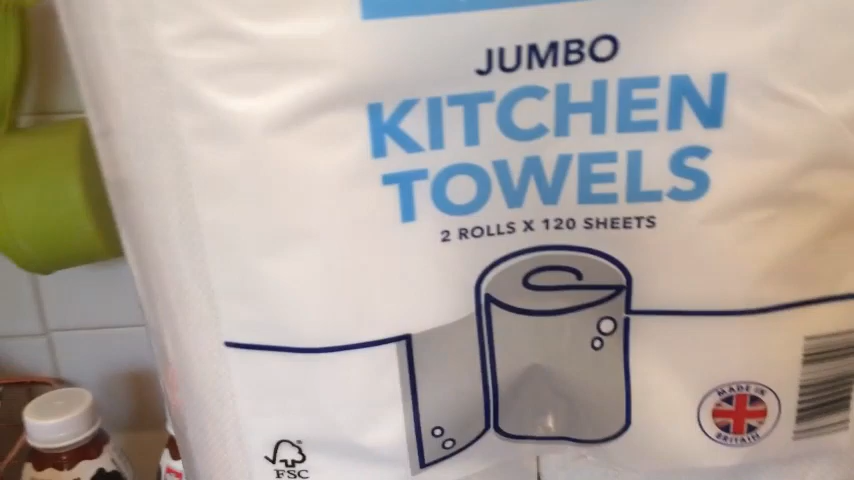 JUMBO
KITCHEN
TOWELS
2 ROLLS X 120 SHEETS
MADE IN
BRITAIN
FSC